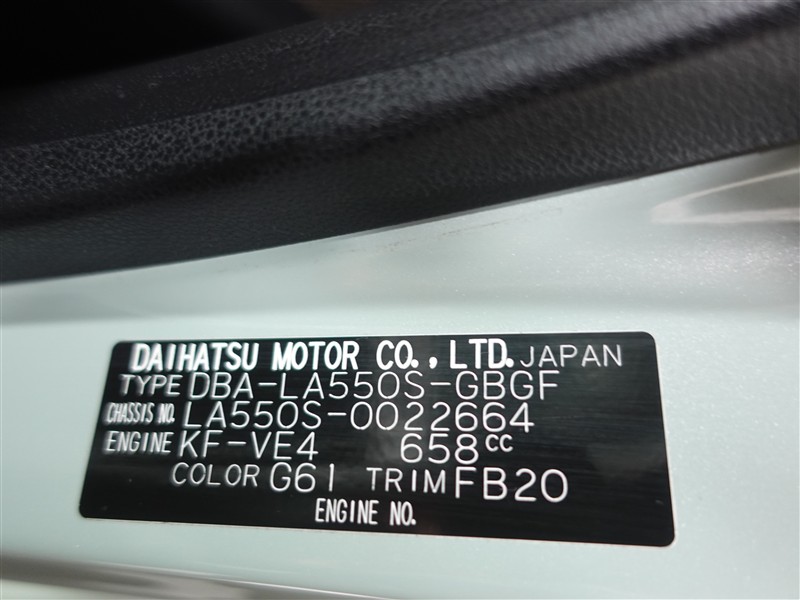 DAIHATSU MOTOR CO., LTD. JAPAN
TYPE DBA-LA550S-GBGF
CHASSIS NO. LA550S-0022664
ENGINE KF-VE4 658CC
COLOR G61 TRIM FB20
ENGINE NO.